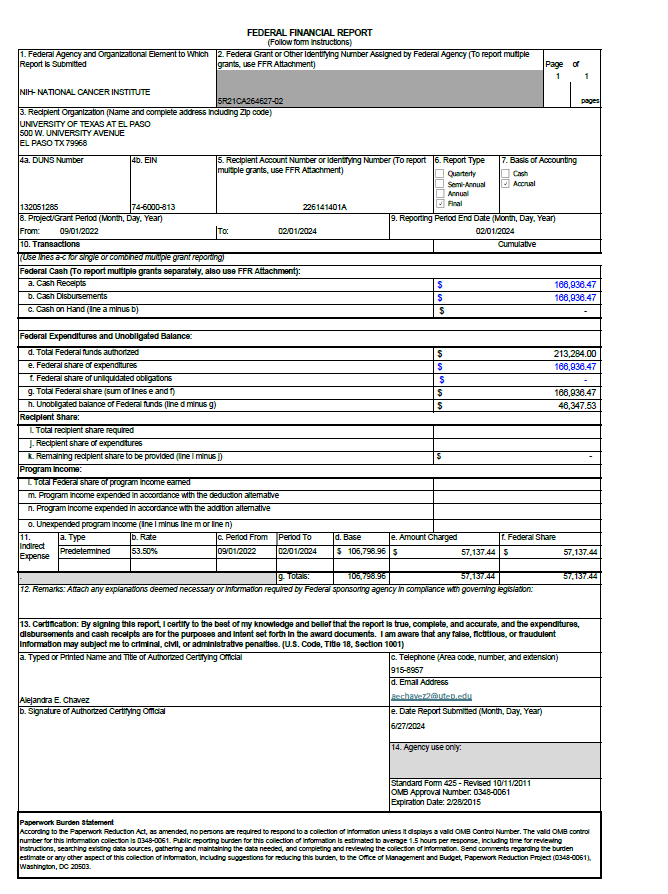 FEDERAL FINANCIAL REPORT
(Follow form instructions)
1. Federal Agency and Organizational Element to Which
Report is Submitted
NIH- NATIONAL CANCER INSTITUTE
2. Federal Grant or Other Identifying Number Assigned by Federal Agency (To report multiple
grants, use FFR Attachment)
5R21CA264627-02
Page of
1 1
pages
3. Recipient Organization (Name and complete address including Zip code)
UNIVERSITY OF TEXAS AT EL PASO
500 W. UNIVERSITY AVENUE
EL PASO TX 79968
4a. DUNS Number
132051285
4b. EIN
74-6000-813
5. Recipient Account Number or Identifying Number (To report
multiple grants, use FFR Attachment)
226141401A
6. Report Type
Quarterly
Semi-Annual
Annual
Final
7. Basis of Accounting
Cash
Accrual
8. Project/Grant Period (Month, Day, Year)
From: 09/01/2022 To: 02/01/2024
9. Reporting Period End Date (Month, Day, Year)
02/01/2024
10. Transactions Cumulative
(Use lines a-c for single or combined multiple grant reporting)
Federal Cash (To report multiple grants separately, also use FFR Attachment):
a. Cash Receipts $ 166,936.47
b. Cash Disbursements $ 166,936.47
c. Cash on Hand (line a minus b) $ -
Federal Expenditures and Unobligated Balance:
d. Total Federal funds authorized $ 213,284.00
e. Federal share of expenditures $ 166,936.47
f. Federal share of unliquidated obligations $ -
g. Total Federal share (sum of lines e and f) $ 166,936.47
h. Unobligated balance of Federal funds (line d minus g) $ 46,347.53
Recipient Share:
i. Total recipient share required
j. Recipient share of expenditures
k. Remaining recipient share to be provided (line i minus j) $ -
Program Income:
l. Total Federal share of program income earned
m. Program income expended in accordance with the deduction alternative
n. Program income expended in accordance with the addition alternative
o. Unexpended program income (line l minus line m or line n)
11. Indirect Expense
a. Type b. Rate c. Period From Period To d. Base e. Amount Charged f. Federal Share
Predetermined 53.50% 09/01/2022 02/01/2024 $ 106,798.96 $ 57,137.44 $ 57,137.44
. g. Totals: 106,798.96 57,137.44 57,137.44
12. Remarks: Attach any explanations deemed necessary or information required by Federal sponsoring agency in compliance with governing legislation:
13. Certification: By signing this report, I certify to the best of my knowledge and belief that the report is true, complete, and accurate, and the expenditures,
disbursements and cash receipts are for the purposes and intent set forth in the award documents. I am aware that any false, fictitious, or fraudulent
information may subject me to criminal, civil, or administrative penalties. (U.S. Code, Title 18, Section 1001)
a. Typed or Printed Name and Title of Authorized Certifying Official
Alejandra E. Chavez
c. Telephone (Area code, number, and extension)
915-8957
d. Email Address
aechavez2@utep.edu
b. Signature of Authorized Certifying Official
e. Date Report Submitted (Month, Day, Year)
6/27/2024
14. Agency use only:
Standard Form 425 - Revised 10/11/2011
OMB Approval Number: 0348-0061
Expiration Date: 2/28/2015
Paperwork Burden Statement
According to the Paperwork Reduction Act, as amended, no persons are required to respond to a collection of information unless it displays a valid OMB Control Number. The valid OMB control
number for this information collection is 0348-0061. Public reporting burden for this collection of information is estimated to average 1.5 hours per response, including time for reviewing
instructions, searching existing data sources, gathering and maintaining the data needed, and completing and reviewing the collection of information. Send comments regarding the burden
estimate or any other aspect of this collection of information, including suggestions for reducing this burden, to the Office of Management and Budget, Paperwork Reduction Project (0348-0061),
Washington, DC 20503.